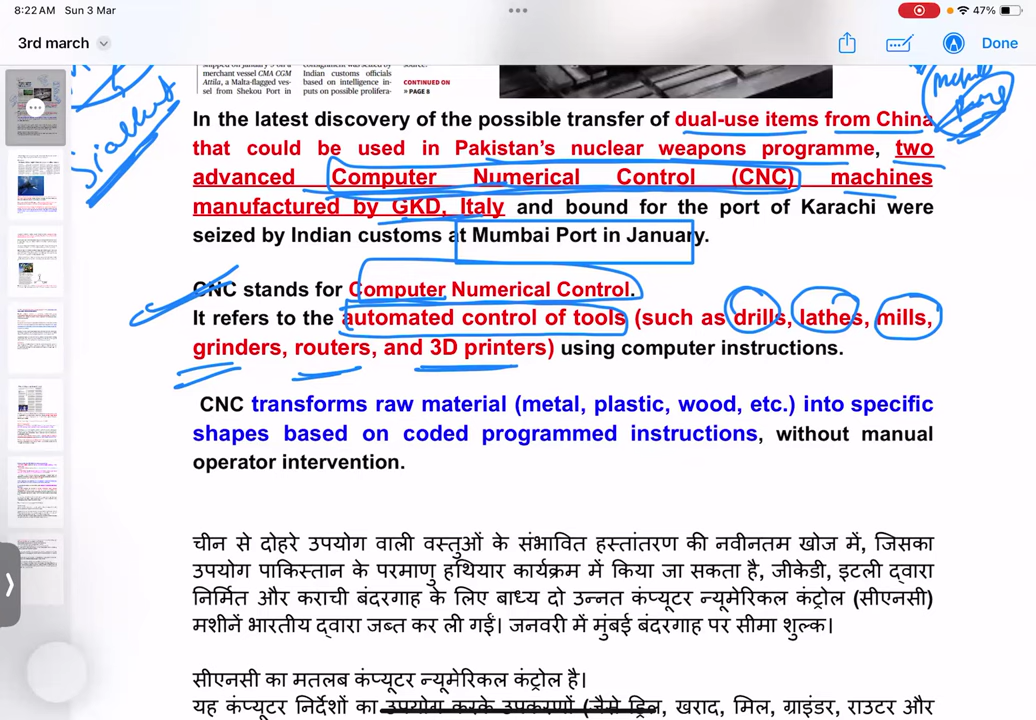 8:22 AM Sun 3 Mar
47%
3rd march
Done
merchant vessel CMA CGM
Attila, a Malta-flagged ves-
sel from Shekou Port in
Indian customs officials
based on intelligence in-
puts on possible prolifera-
CONTINUED ON
» PAGE 8
In the latest discovery of the possible transfer of dual-use items from China
that could be used in Pakistan's nuclear weapons programme, two
advanced Computer Numerical Control (CNC) machines
manufactured by GKD, Italy and bound for the port of Karachi were
seized by Indian customs at Mumbai Port in January.
CNC stands for Computer Numerical Control.
It refers to the automated control of tools (such as drills, lathes, mills,
grinders, routers, and 3D printers) using computer instructions.
CNC transforms raw material (metal, plastic, wood, etc.) into specific
shapes based on coded programmed instructions, without manual
operator intervention.
चीन से दोहरे उपयोग वाली वस्तुओं के संभावित हस्तांतरण की नवीनतम खोज में, जिसका
उपयोग पाकिस्तान के परमाणु हथियार कार्यक्रम में किया जा सकता है, जीकेडी, इटली द्वारा
निर्मित और कराची बंदरगाह के लिए बाध्य दो उन्नत कंप्यूटर न्यूमेरिकल कंट्रोल (सीएनसी)
मशीनें भारतीय द्वारा जब्त कर ली गईं। जनवरी में मुंबई बंदरगाह पर सीमा शुल्क।
सीएनसी का मतलब कंप्यूटर न्यूमेरिकल कंट्रोल है।
यह कंप्यूटर निर्देशों का उपयोग करके उपकरणों (जैसे ड्रिल, खराद, मिल, ग्राइंडर, राउटर और